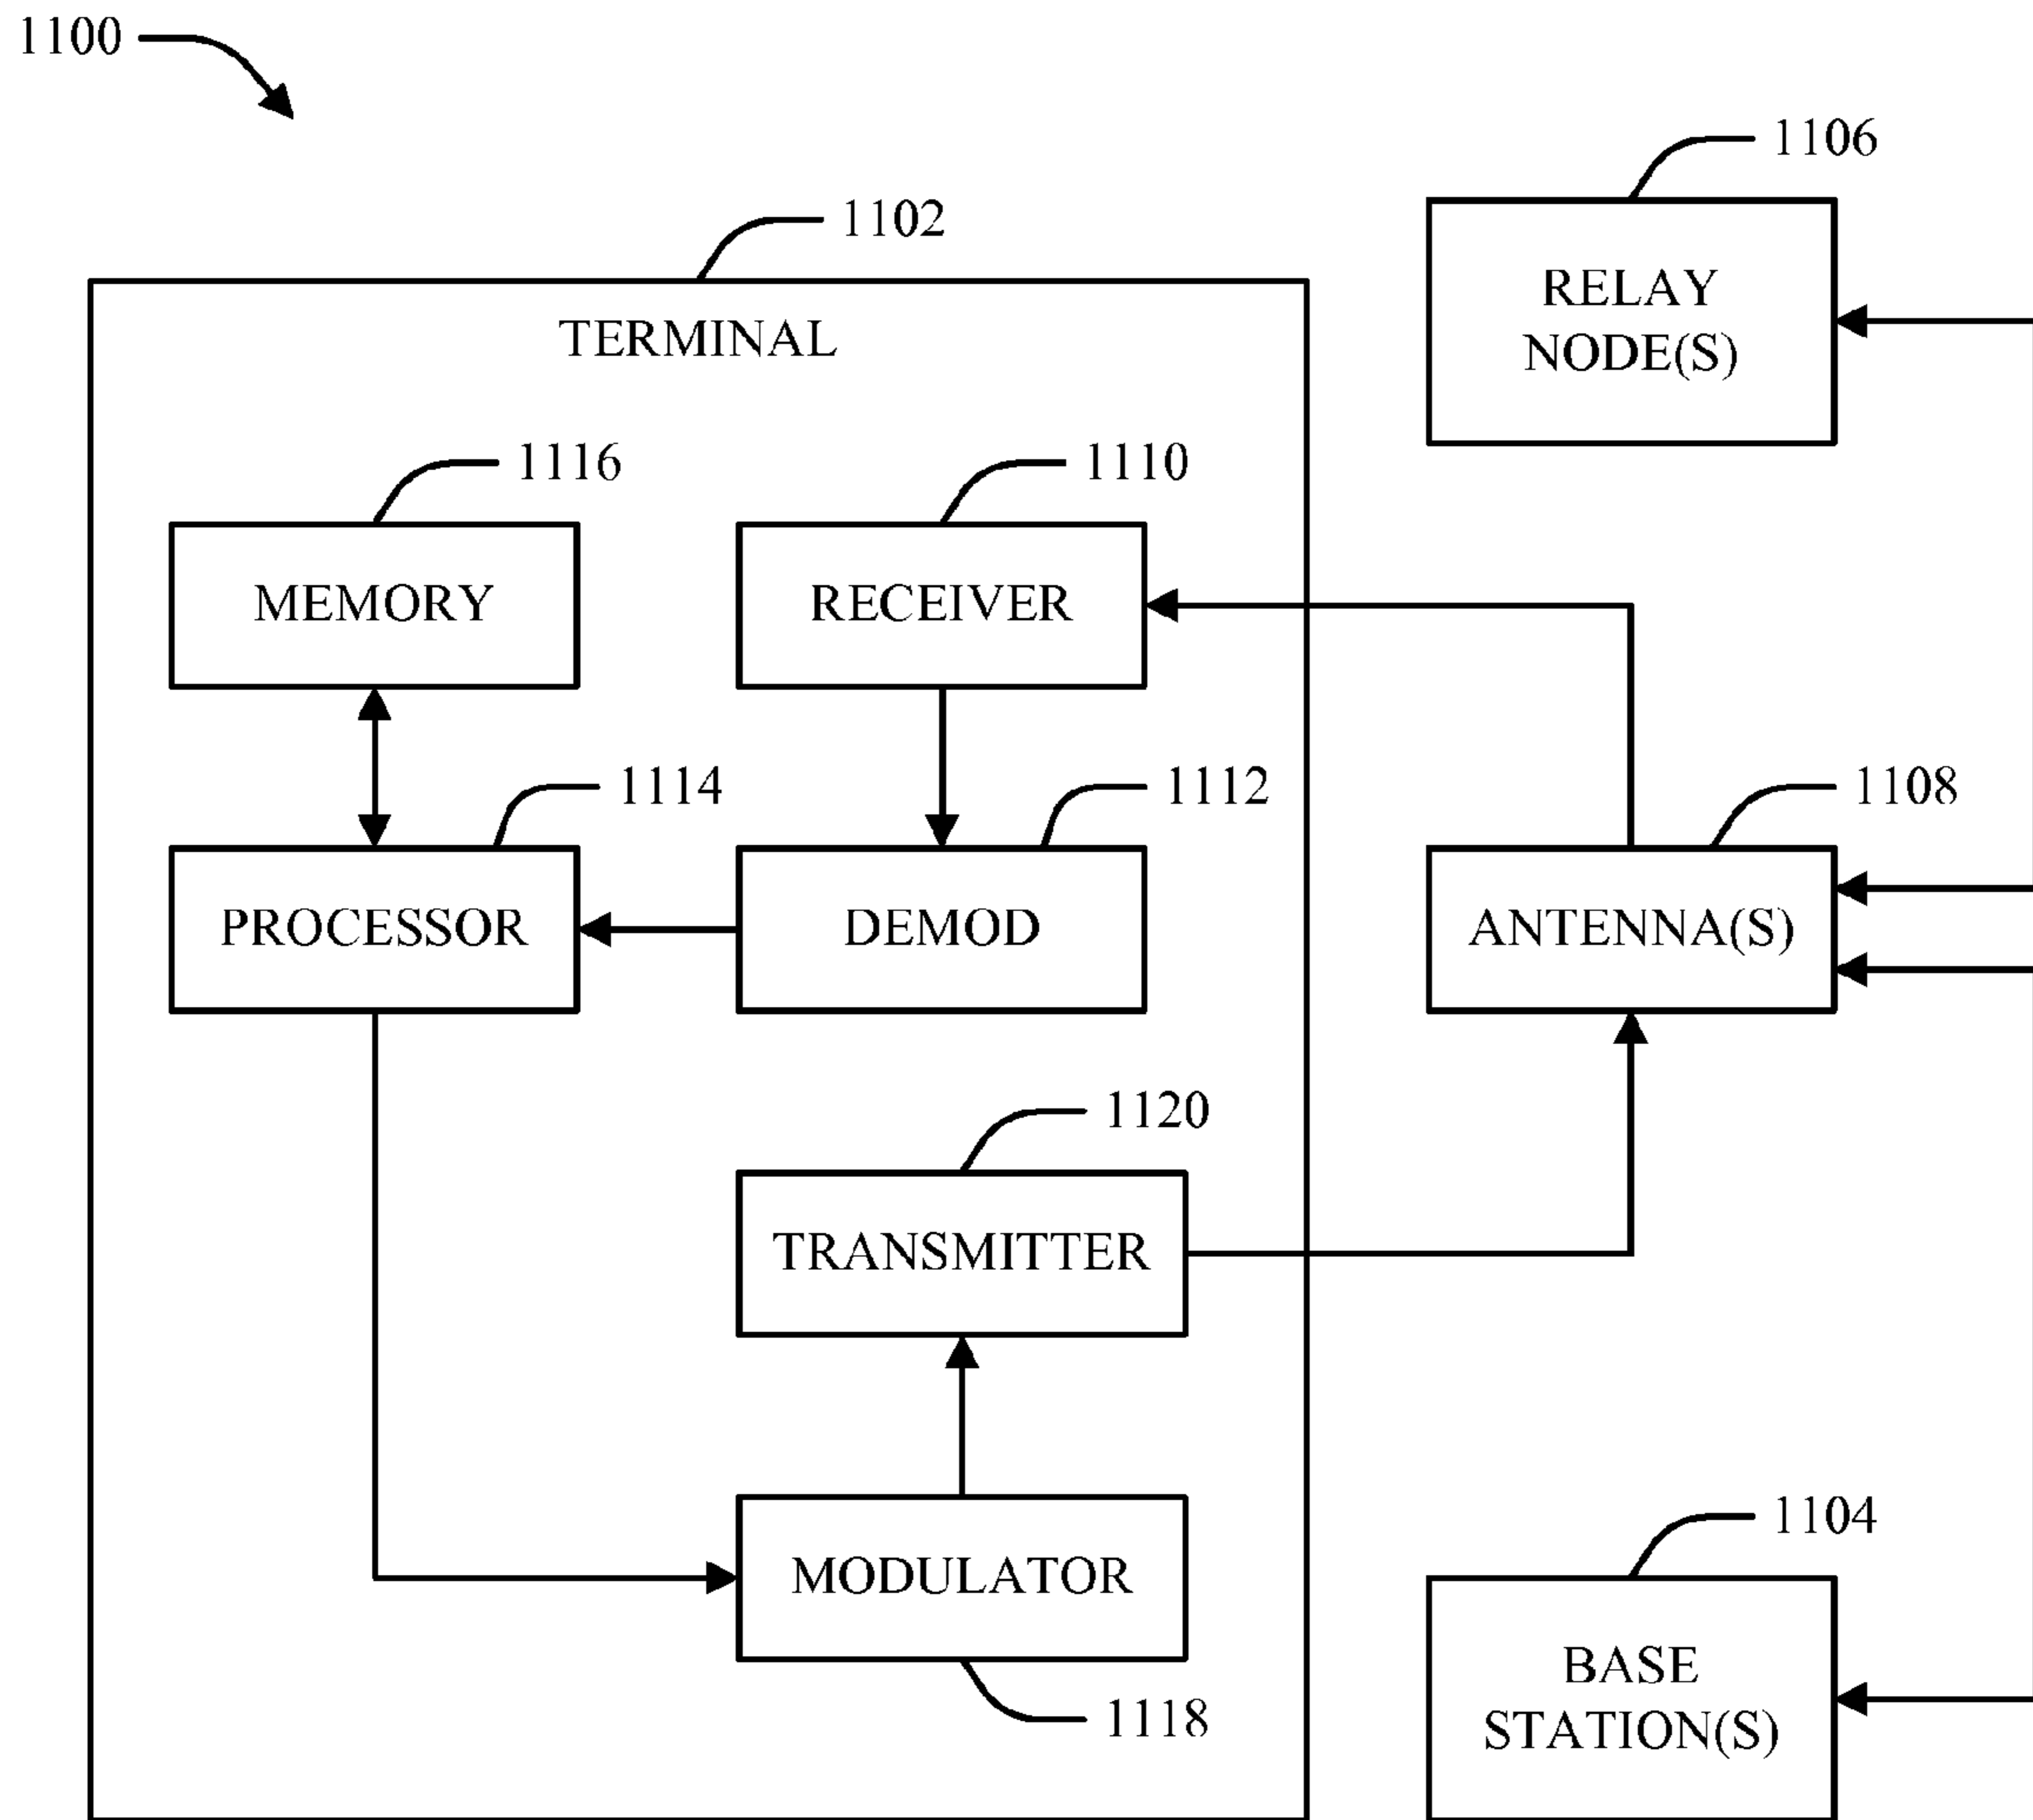 1100
1106
1102
RELAY
NODE(S)
TERMINAL
1116
1110
MEMORY
RECEIVER
1114
1112
1108
PROCESSOR
DEMOD
ANTENNA(S)
1120
TRANSMITTER
1104
MODULATOR
BASE
STATION(S)
1118